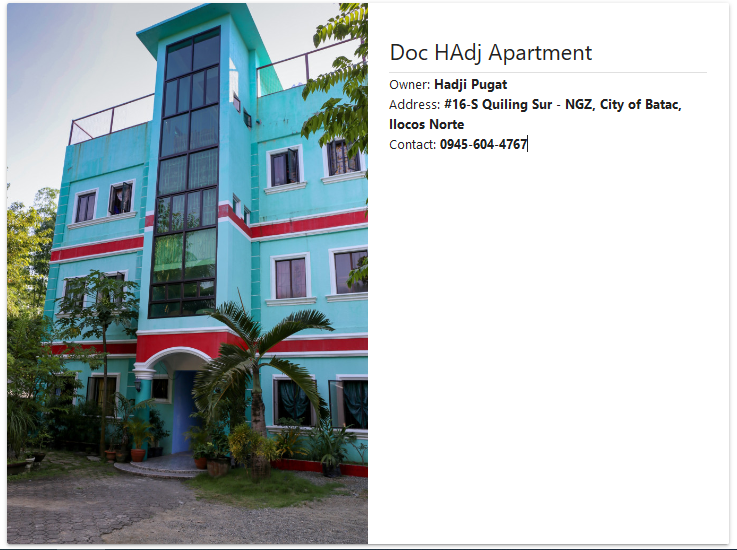 Doc HAdj Apartment
Owner: Hadji Pugat
Address: #16-S Quiling Sur - NGZ, City of Batac,
Ilocos Norte
Contact: 0945-604-4767